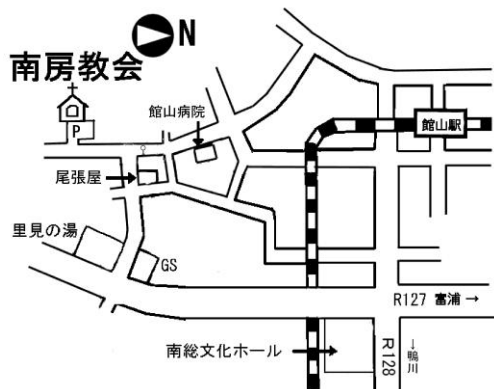 N
南房教会
P
館山病院
館山駅
尾張屋
里見の湯
GS
R127 富浦 →
南総文化ホール
R128
↓鴨川